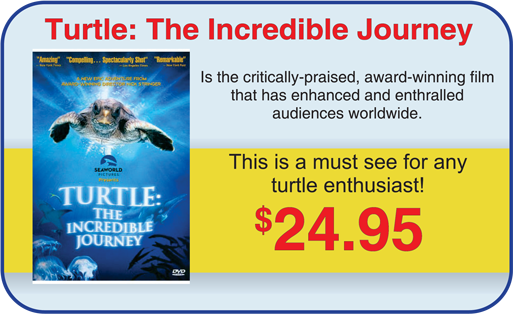 Turtle: The Incredible Journey
"Amazing" "Compelling... Spectacularly Shot" "Remarkable"
Is the critically-praised, award-winning film
that has enhanced and enthralled
audiences worldwide.
This is a must see for any
turtle enthusiast!
$24.95
SEAWORLD
PICTURES
TURTLE:
THE
INCREDIBLE
JOURNEY
DVD